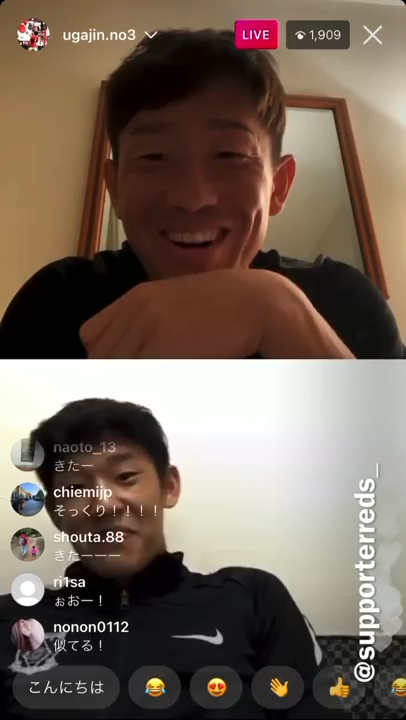 ugajin.no3
LIVE
1,909
naoto_13
きたー
chiemijp
そっくり！！！！
shouta.88
きたーーー
ri1sa
ぉおー！
nonon0112
似てる！
こんにちは
@supporterreds_